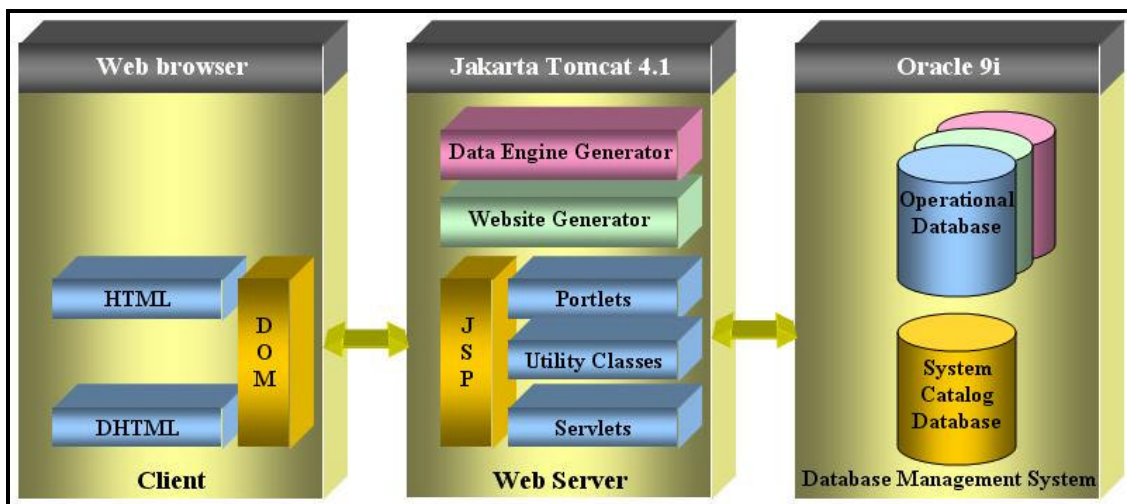 Web browser
HTML
DHTML
D
O
M
Client
Jakarta Tomcat 4.1
Data Engine Generator
Website Generator
J
S
P
Portlets
Utility Classes
Servlets
Web Server
Oracle 9i
Operational
Database
System
Catalog
Database
Database Management System